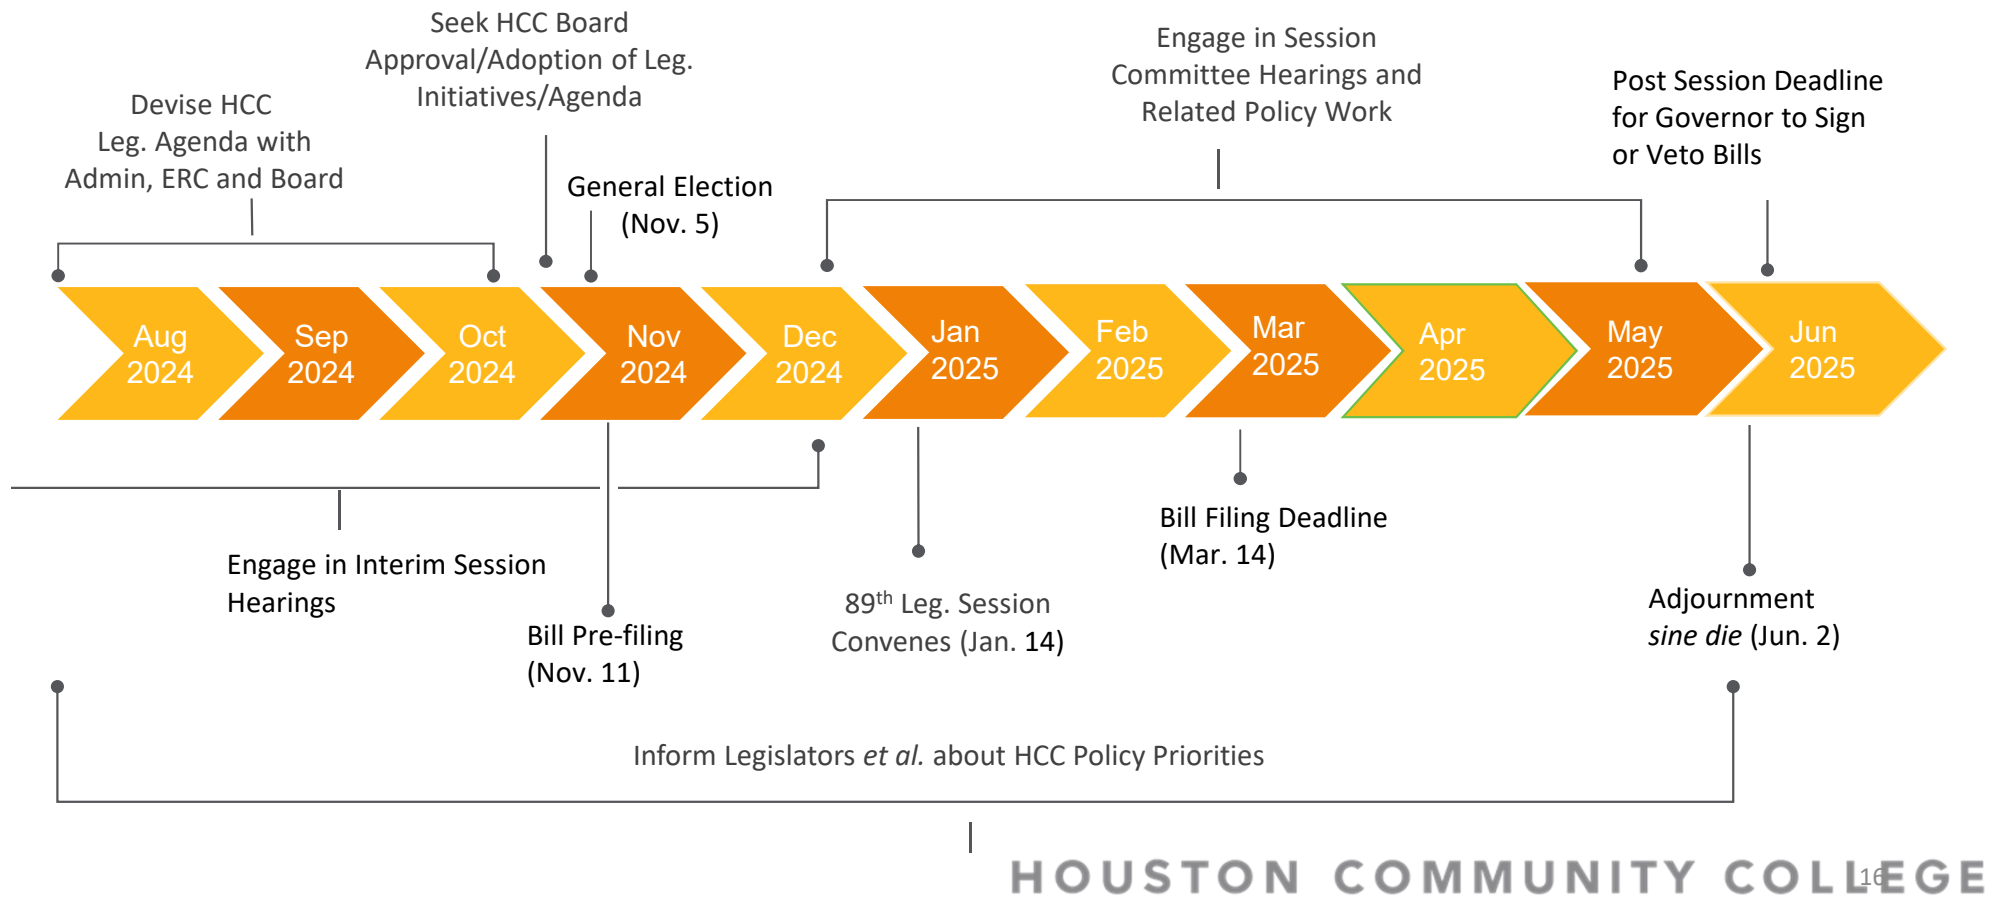 Seek HCC Board
Approval/Adoption of Leg.
Initiatives/Agenda
Devise HCC
Leg. Agenda with
Admin, ERC and Board
General Election
(Nov. 5)
Engage in Session
Committee Hearings and
Related Policy Work
Post Session Deadline
for Governor to Sign
or Veto Bills
Aug
2024
Sep
2024
Oct
2024
Nov
2024
Dec
2024
Jan
2025
Feb
2025
Mar
2025
Apr
2025
May
2025
Jun
2025
Engage in Interim Session
Hearings
Bill Pre-filing
(Nov. 11)
89th Leg. Session
Convenes (Jan. 14)
Bill Filing Deadline
(Mar. 14)
Adjournment
sine die (Jun. 2)
Inform Legislators et al. about HCC Policy Priorities
HOUSTON COMMUNITY COLLEGE
16